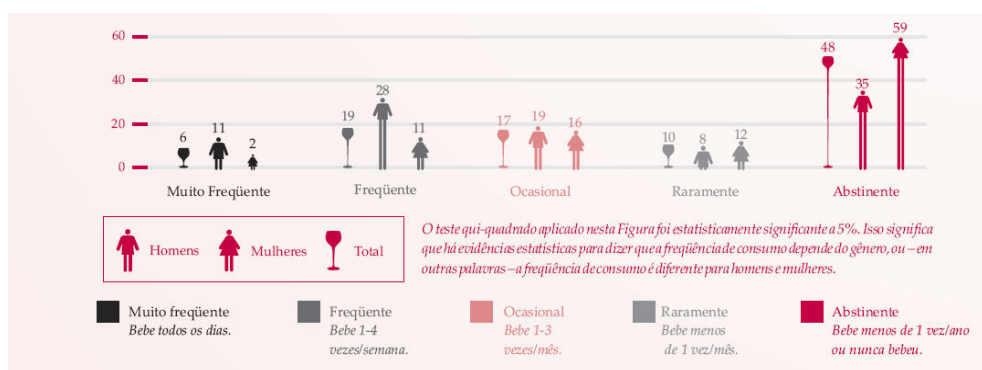 60
40
20
0
6
11
2
19
28
11
17
19
16
10
8
12
48
35
59
Muito Freqüente
Freqüente
Ocasional
Raramente
Abstinente
Homens
Mulheres
Total
O teste qui-quadrado aplicado nesta Figura foi estatisticamente significante a 5%. Isso significa
que há evidências estatísticas para dizer que a freqüência de consumo depende do gênero, ou – em
outras palavras – a freqüência de consumo é diferente para homens e mulheres.
Muito freqüente
Bebe todos os dias.
Freqüente
Bebe 1-4
vezes/semana.
Ocasional
Bebe 1-3
vezes/mês.
Raramente
Bebe menos
de 1 vez/mês.
Abstinente
Bebe menos de 1 vez/ano
ou nunca bebeu.